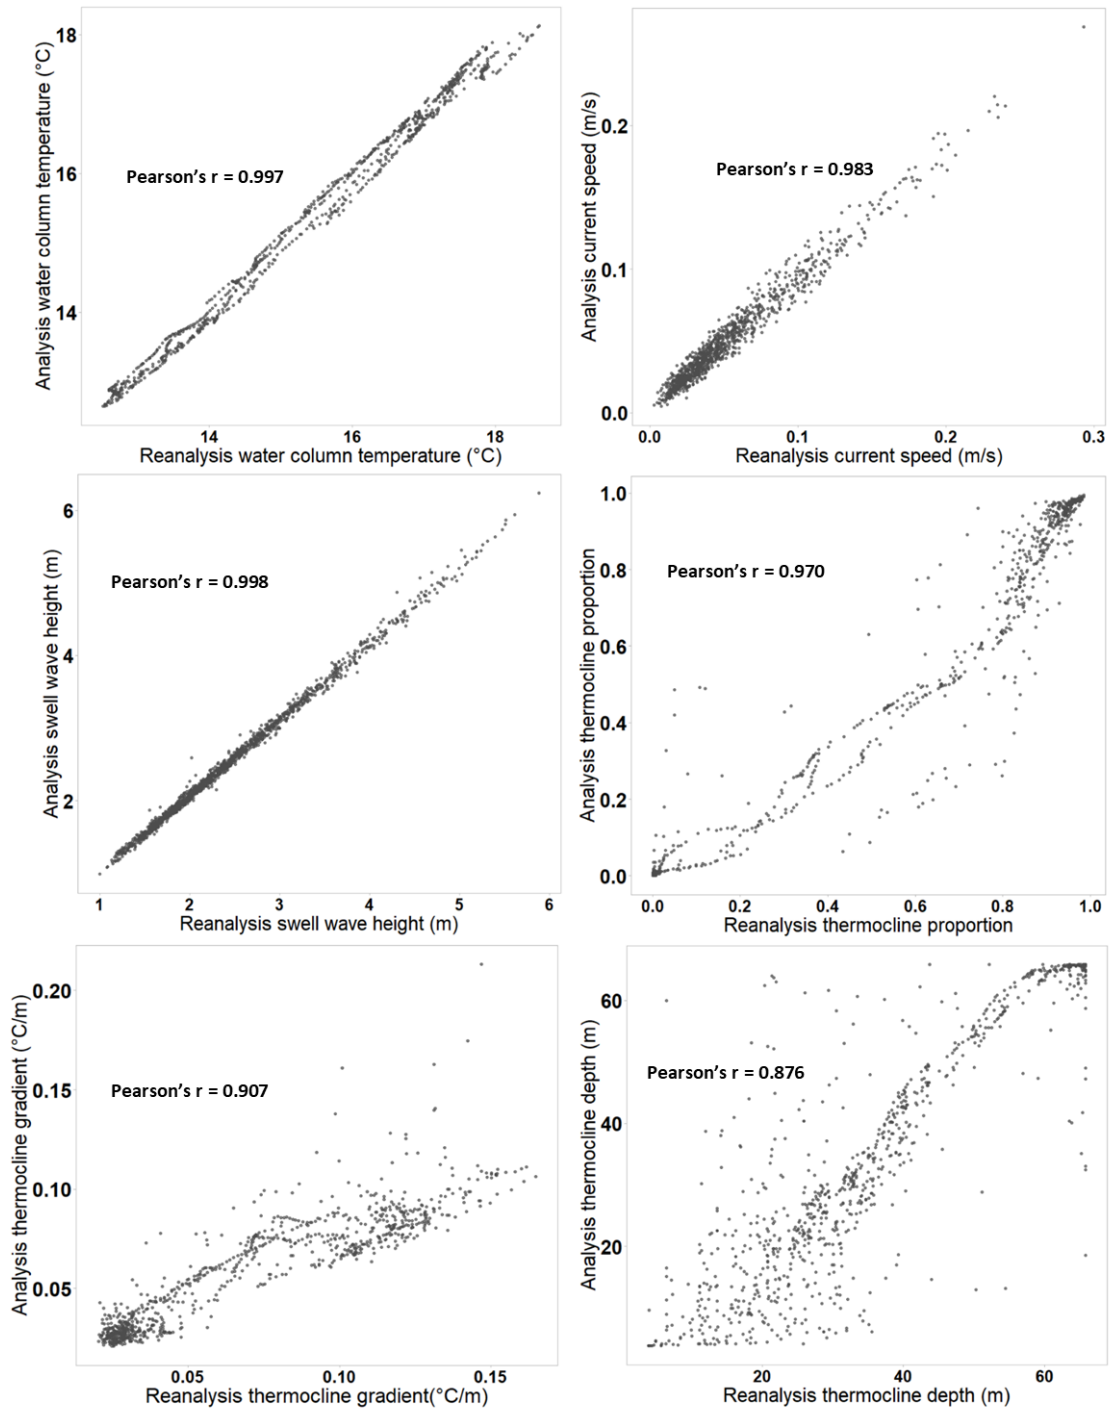 18
16
14
Analysis water column temperature (°C)
Pearson's r = 0.997
14 16 18
Reanalysis water column temperature (°C)
0.2
0.1
0.0
Analysis current speed (m/s)
Pearson's r = 0.983
0.0 0.1 0.2 0.3
Reanalysis current speed (m/s)
6
4
2
Analysis swell wave height (m)
Pearson's r = 0.998
1 2 3 4 5 6
Reanalysis swell wave height (m)
1.0
0.8
0.6
0.4
0.2
0.0
Analysis thermocline proportion
Pearson's r = 0.970
0.0 0.2 0.4 0.6 0.8 1.0
Reanalysis thermocline proportion
0.20
0.15
0.10
0.05
Analysis thermocline gradient (°C/m)
Pearson's r = 0.907
0.05 0.10 0.15
Reanalysis thermocline gradient(°C/m)
60
40
20
Analysis thermocline depth (m)
Pearson's r = 0.876
20 40 60
Reanalysis thermocline depth (m)